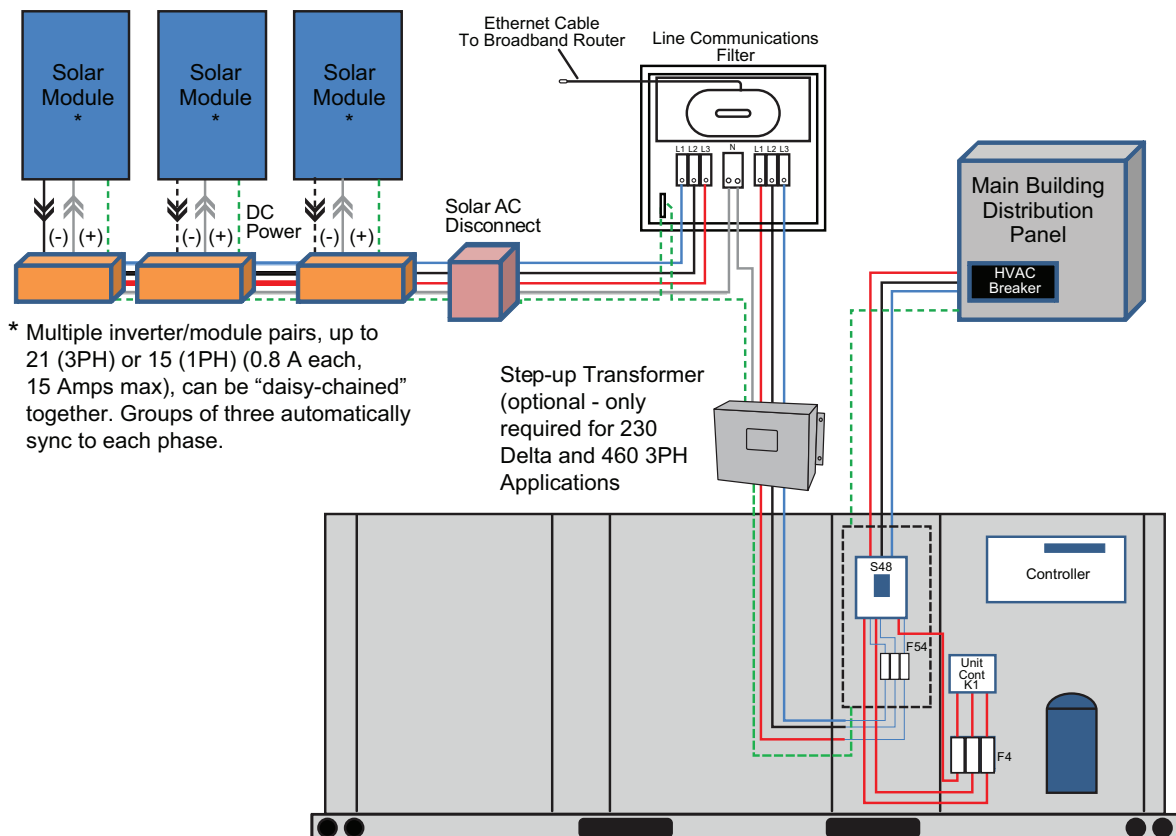 Solar
Module
*
Solar
Module
*
Solar
Module
*
Ethernet Cable
To Broadband Router
Line Communications
Filter
L1 L2 L3
N
L1 L2 L3
(-) (+)
(-) (+)
DC
Power
(-) (+)
Solar AC
Disconnect
Main Building
Distribution
Panel
HVAC
Breaker
* Multiple inverter/module pairs, up to
21 (3PH) or 15 (1PH) (0.8 A each,
15 Amps max), can be “daisy-chained”
together. Groups of three automatically
sync to each phase.
Step-up Transformer
(optional - only
required for 230
Delta and 460 3PH
Applications
S48
F54
Controller
Unit
Cont
K1
F4